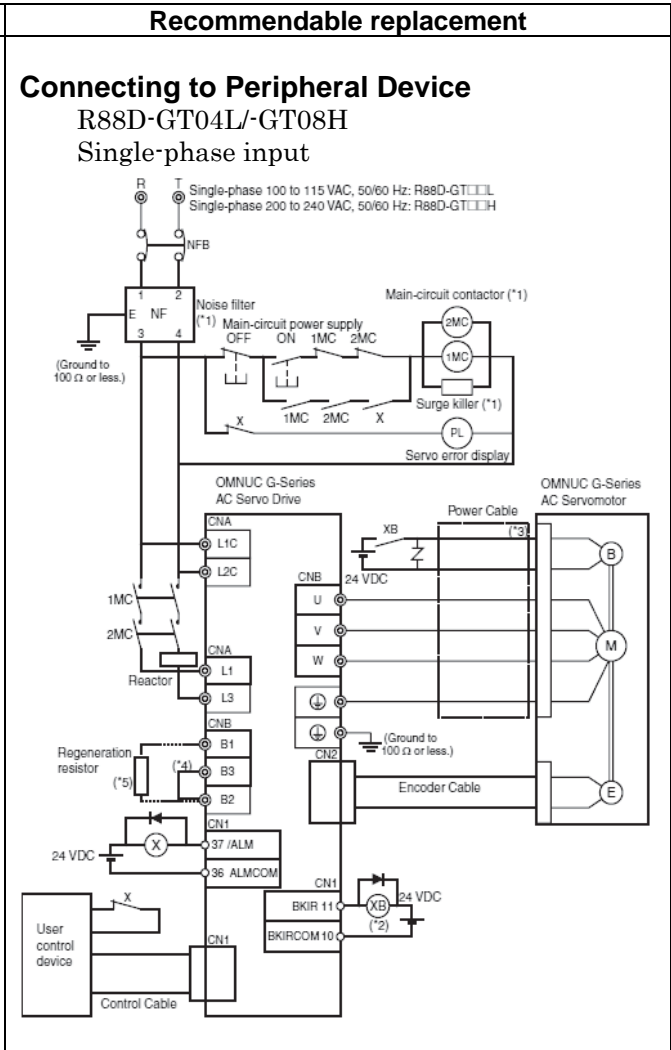 Recommendable replacement
Connecting to Peripheral Device
R88D-GT04L/-GT08H
Single-phase input
R T
Single-phase 100 to 115 VAC, 50/60 Hz: R88D-GT□□L
Single-phase 200 to 240 VAC, 50/60 Hz: R88D-GT□□H
NFB
1 2
E NF
3 4
Noise filter
(*1)
(Ground to
100 Ω or less.)
Main-circuit power supply
OFF ON 1MC 2MC
1MC 2MC X
X
Main-circuit contactor (*1)
2MC
1MC
Surge killer (*1)
PL
Servo error display
OMNUC G-Series
AC Servo Drive
OMNUC G-Series
AC Servomotor
CNA
L1C
L2C
1MC
2MC
Reactor
CNA
L1
L3
CNB
B1
B3
B2
Regeneration
resistor
(*5)
(*4)
XB
Z
24 VDC
Power Cable
(*3)
B
CNB
U
V
W
M
(Ground to
100 Ω or less.)
CN2
Encoder Cable
E
X
24 VDC
CN1
37 /ALM
36 ALMCOM
CN1
BKIR 11
BKIRCOM 10
XB
(*2)
24 VDC
User
control
device
X
CN1
Control Cable